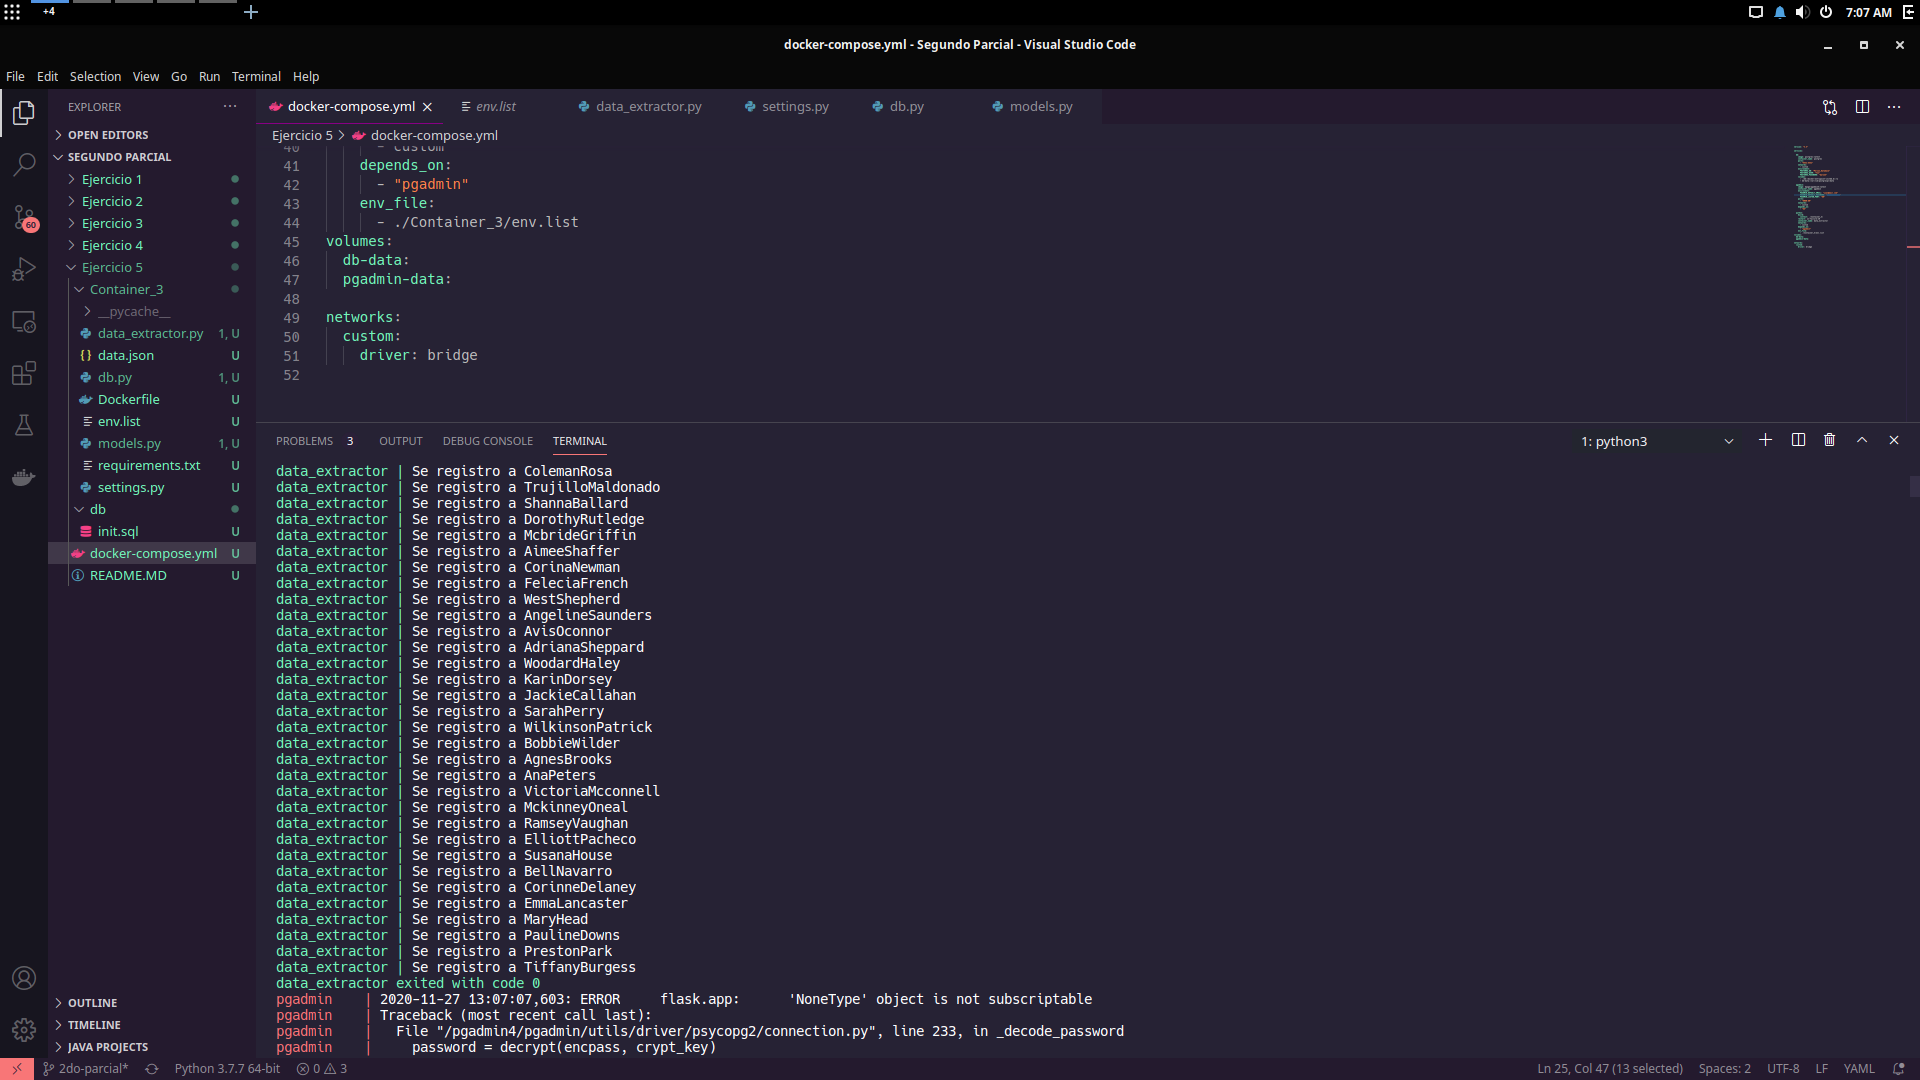 +4
7:07 AM
docker-compose.yml - Segundo Parcial - Visual Studio Code
File Edit Selection View Go Run Terminal Help
EXPLORER
OPEN EDITORS
SEGUNDO PARCIAL
Ejercicio 1
Ejercicio 2
Ejercicio 3
Ejercicio 4
Ejercicio 5
Container_3
__pycache__
data_extractor.py 1, U
data.json U
db.py 1, U
Dockerfile U
env.list U
models.py 1, U
requirements.txt U
settings.py U
db
init.sql U
docker-compose.yml U
README.MD U
OUTLINE
TIMELINE
JAVA PROJECTS
60
docker-compose.yml env.list data_extractor.py settings.py db.py models.py
Ejercicio 5 > docker-compose.yml
40 - custom
41 depends_on:
42 - "pgadmin"
43 env_file:
44 - ./Container_3/env.list
45 volumes:
46 db-data:
47 pgadmin-data:
48
49 networks:
50 custom:
51 driver: bridge
52
PROBLEMS 3 OUTPUT DEBUG CONSOLE TERMINAL
1: python3
data_extractor | Se registro a ColemanRosa
data_extractor | Se registro a TrujilloMaldonado
data_extractor | Se registro a ShannaBallard
data_extractor | Se registro a DorothyRutledge
data_extractor | Se registro a McbrideGriffin
data_extractor | Se registro a AimeeShaffer
data_extractor | Se registro a CorinaNewman
data_extractor | Se registro a FeleciaFrench
data_extractor | Se registro a WestShepherd
data_extractor | Se registro a AngelineSaunders
data_extractor | Se registro a AvisOconnor
data_extractor | Se registro a AdrianaSheppard
data_extractor | Se registro a WoodardHaley
data_extractor | Se registro a KarinDorsey
data_extractor | Se registro a JackieCallahan
data_extractor | Se registro a SarahPerry
data_extractor | Se registro a WilkinsonPatrick
data_extractor | Se registro a BobbieWilder
data_extractor | Se registro a AgnesBrooks
data_extractor | Se registro a AnaPeters
data_extractor | Se registro a VictoriaMcconnell
data_extractor | Se registro a MckinneyOneal
data_extractor | Se registro a RamseyVaughan
data_extractor | Se registro a ElliottPacheco
data_extractor | Se registro a SusanaHouse
data_extractor | Se registro a BellNavarro
data_extractor | Se registro a CorinneDelaney
data_extractor | Se registro a EmmaLancaster
data_extractor | Se registro a MaryHead
data_extractor | Se registro a PaulineDowns
data_extractor | Se registro a PrestonPark
data_extractor | Se registro a TiffanyBurgess
data_extractor exited with code 0
pgadmin | 2020-11-27 13:07:07,603: ERROR flask.app: 'NoneType' object is not subscriptable
pgadmin | Traceback (most recent call last):
pgadmin | File "/pgadmin4/pgadmin/utils/driver/psycopg2/connection.py", line 233, in _decode_password
pgadmin | password = decrypt(encpass, crypt_key)
2do-parcial* Python 3.7.7 64-bit 0 3 Ln 25, Col 47 (13 selected) Spaces: 2 UTF-8 LF YAML